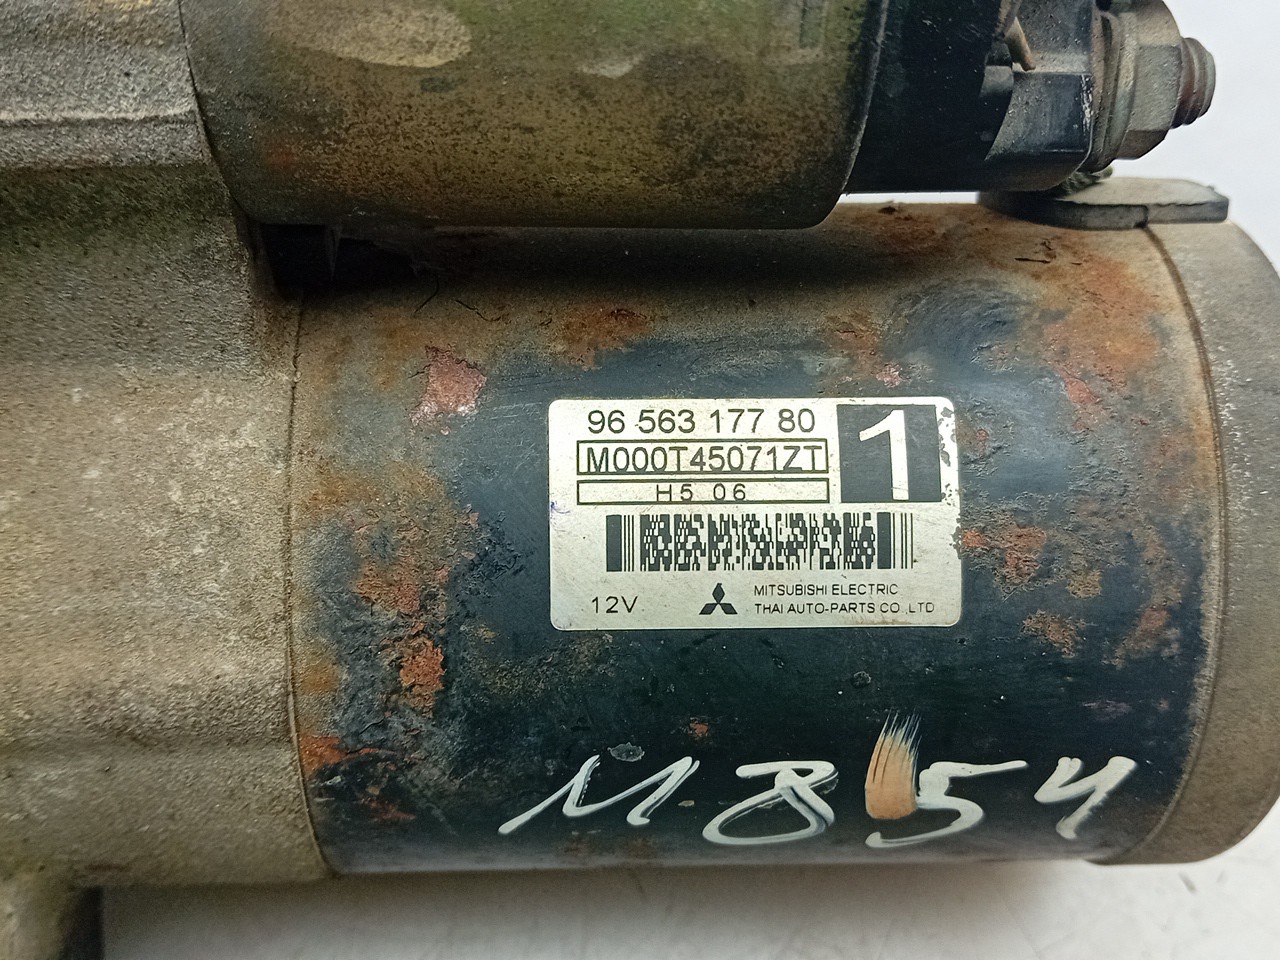 96 563 177 80
1
M000T45071ZT
H5 06
12V
MITSUBISHI ELECTRIC
THAI AUTO-PARTS CO.,LTD
M854